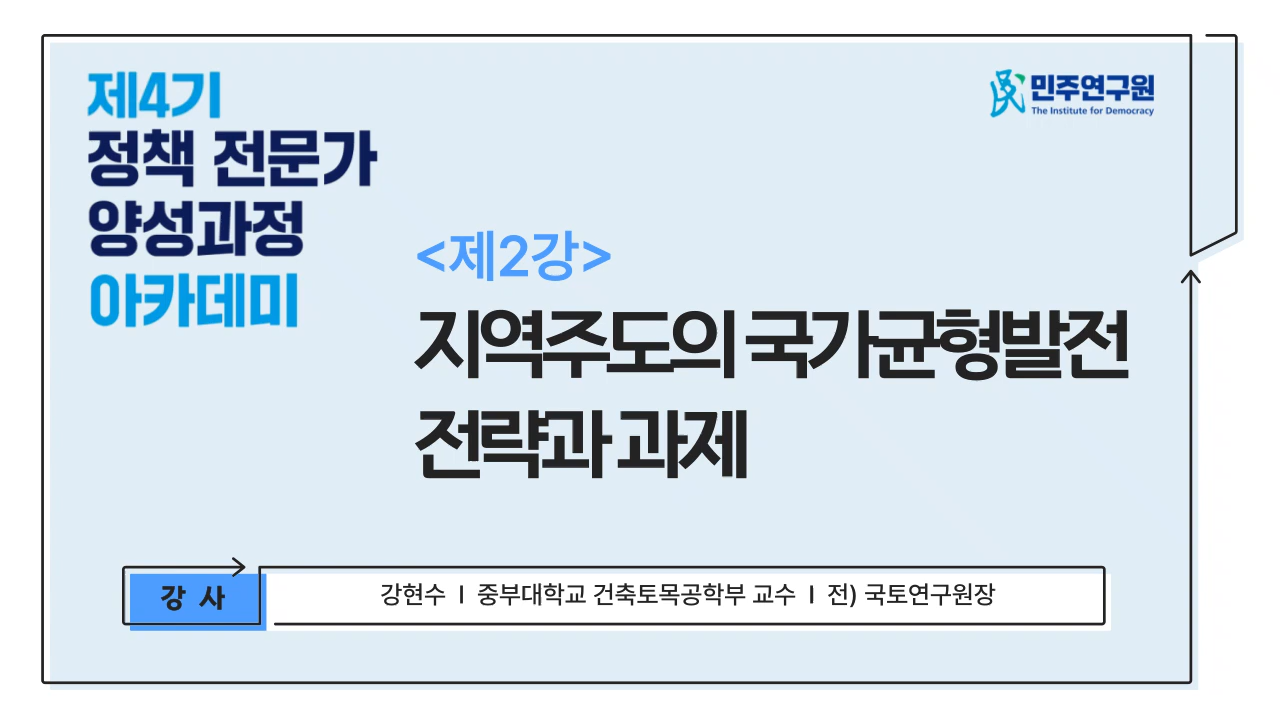 제4기
정책 전문가
양성과정
아카데미
民 민주연구원
The Institute for Democracy
<제2강>
지역주도의 국가균형발전
전략과 과제
강 사
강현수 I 중부대학교 건축토목공학부 교수 I 전) 국토연구원장